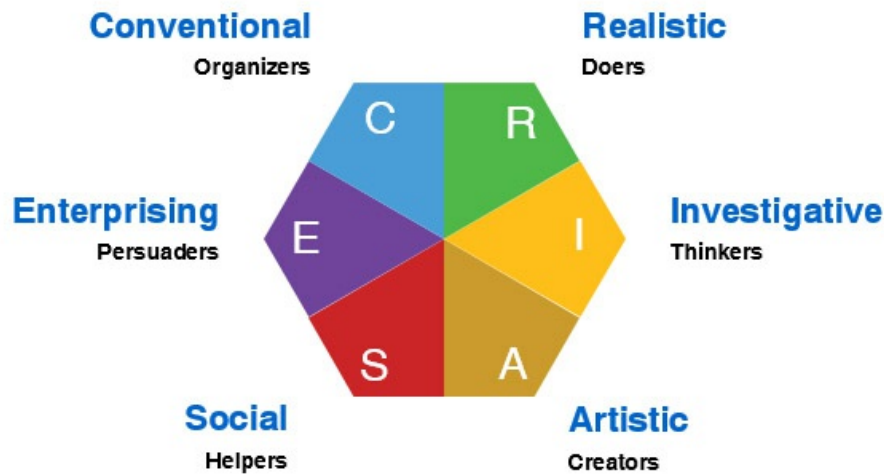 Conventional
Organizers
Realistic
Doers
C
R
Enterprising
Persuaders
E
I
Investigative
Thinkers
S
A
Social
Helpers
Artistic
Creators